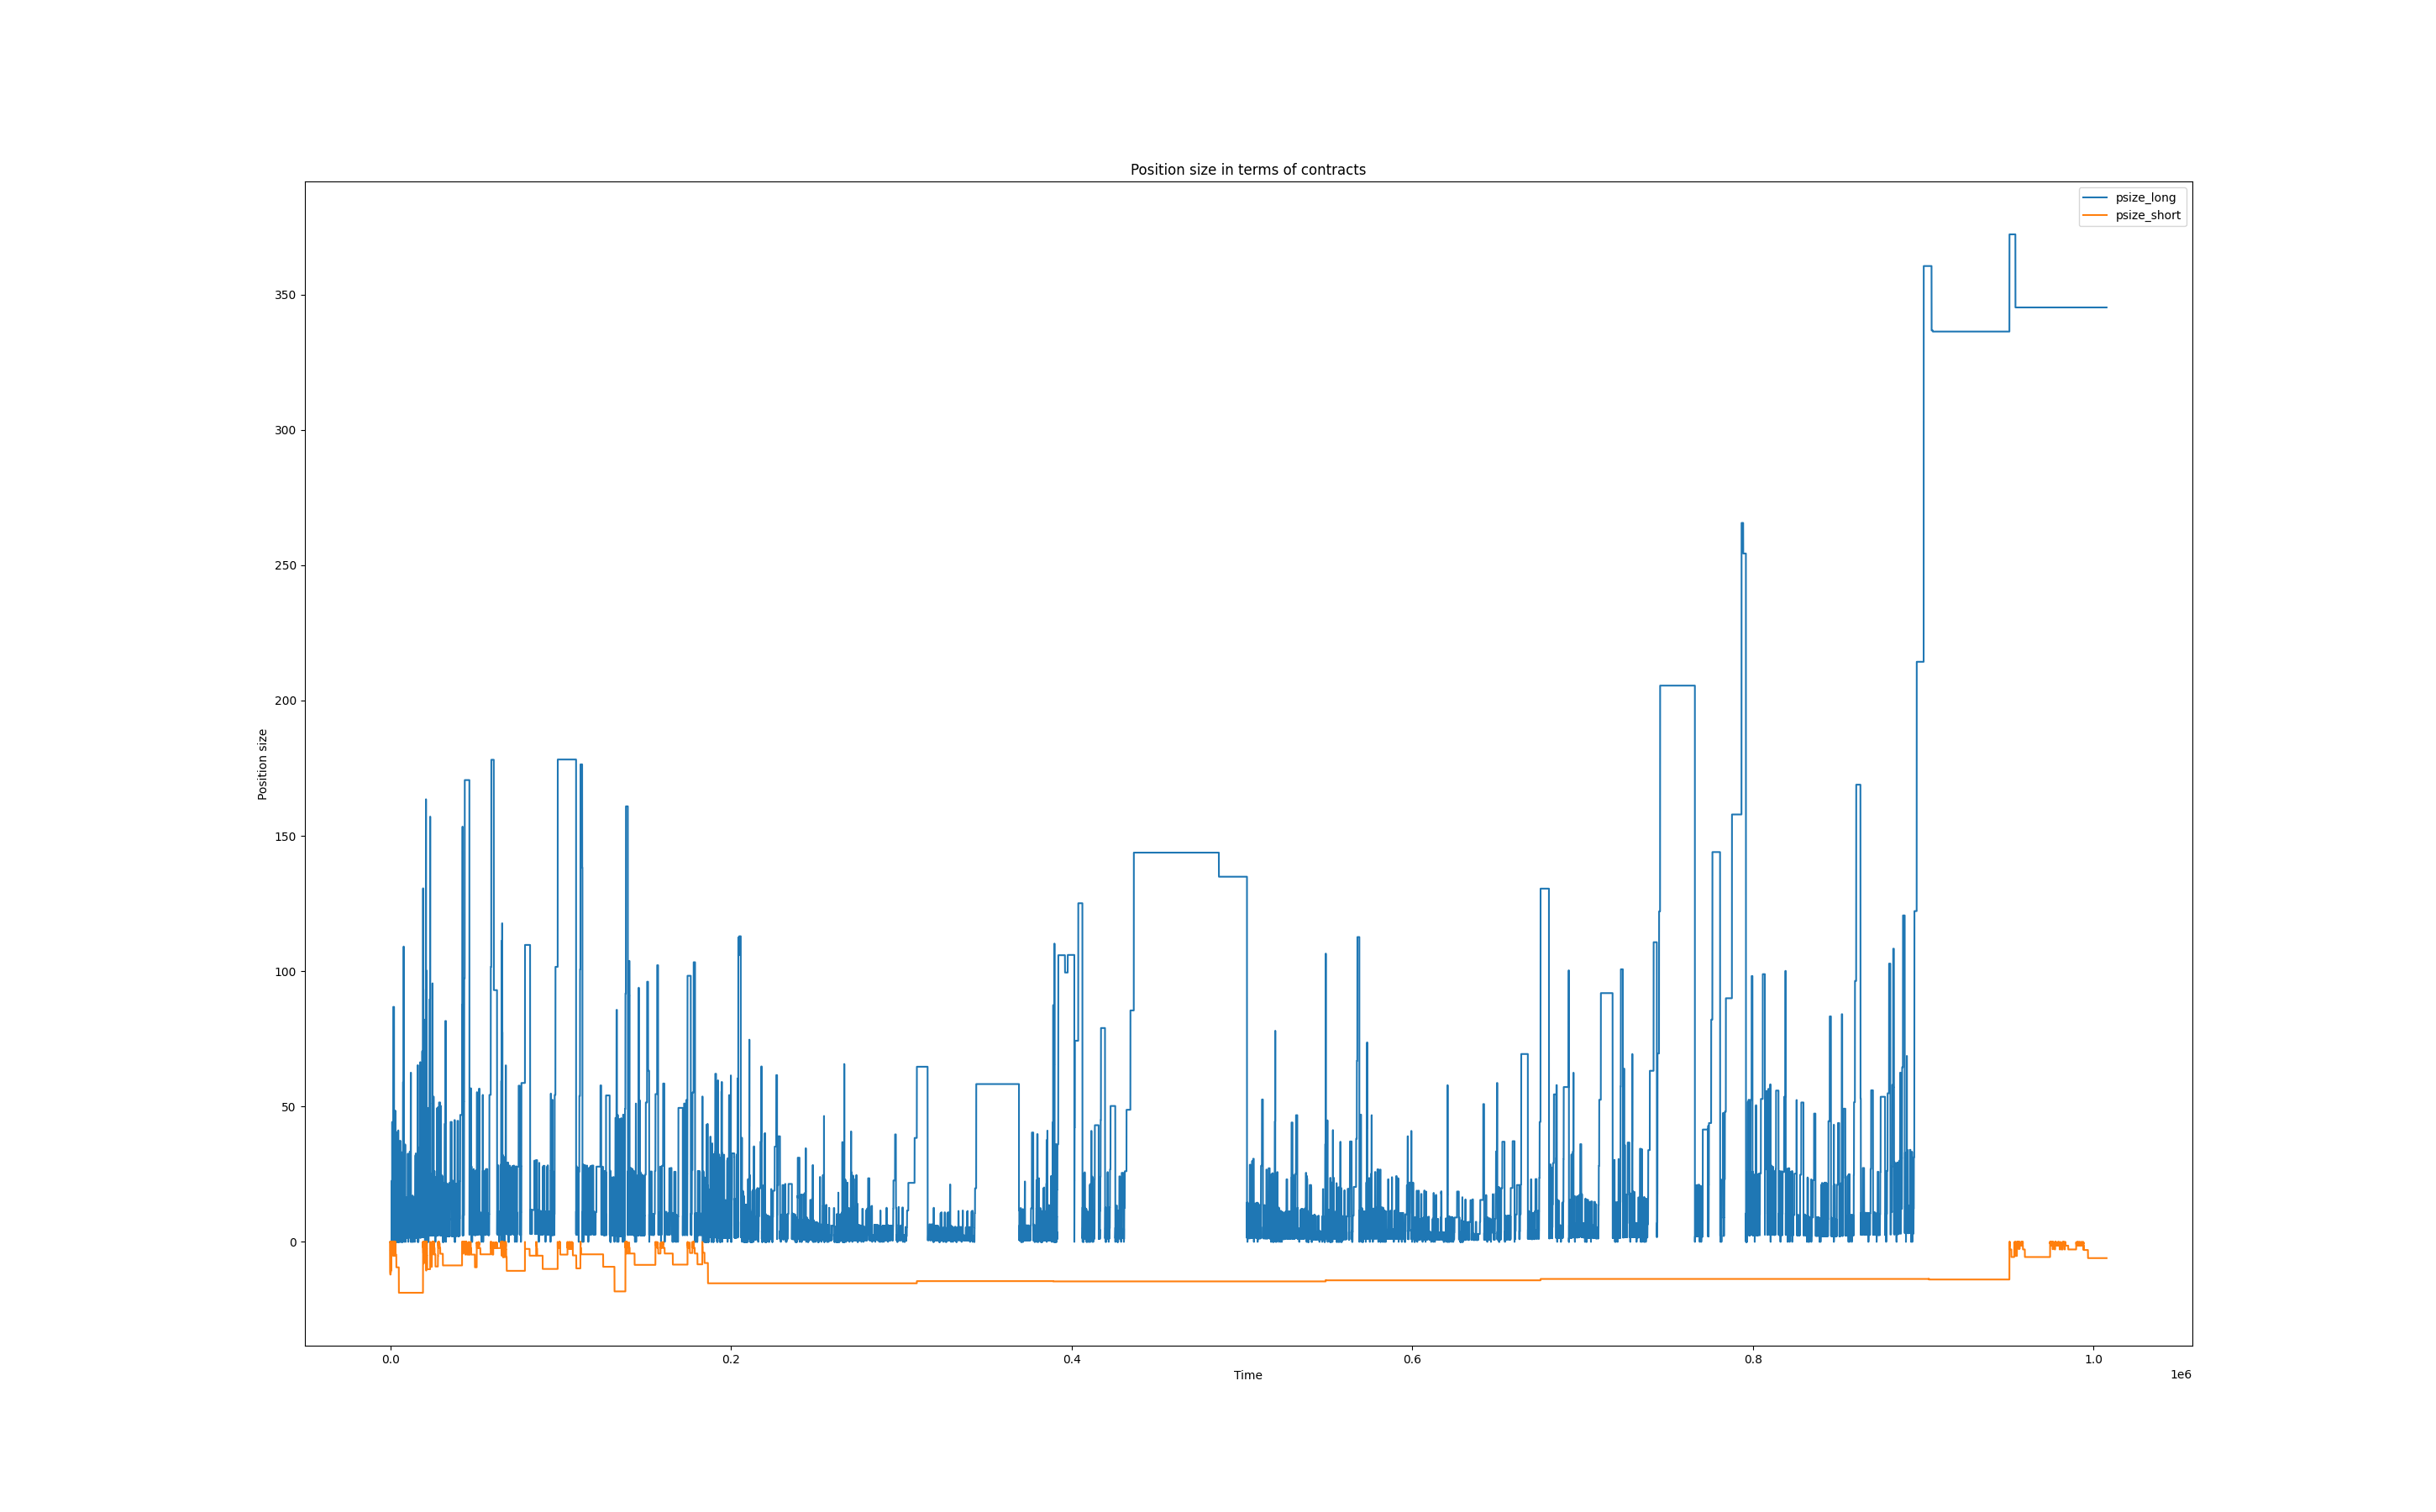 Position size in terms of contracts
psize_long
psize_short
350
300
250
200
150
100
50
0
Position size
0.0 0.2 0.4 0.6 0.8 1.0
Time
1e6